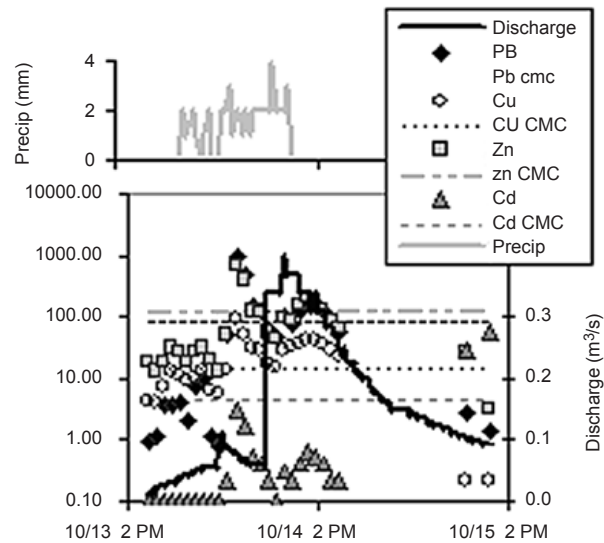 Discharge
PB
Pb cmc
Cu
CU CMC
Zn
zn CMC
Cd
Cd CMC
Precip
Precip (mm)
4
2
0
10000.00
1000.00
100.00
10.00
1.00
0.10
0.3
0.2
0.1
0.0
Discharge (m³/s)
10/13 2 PM
10/14 2 PM
10/15 2 PM